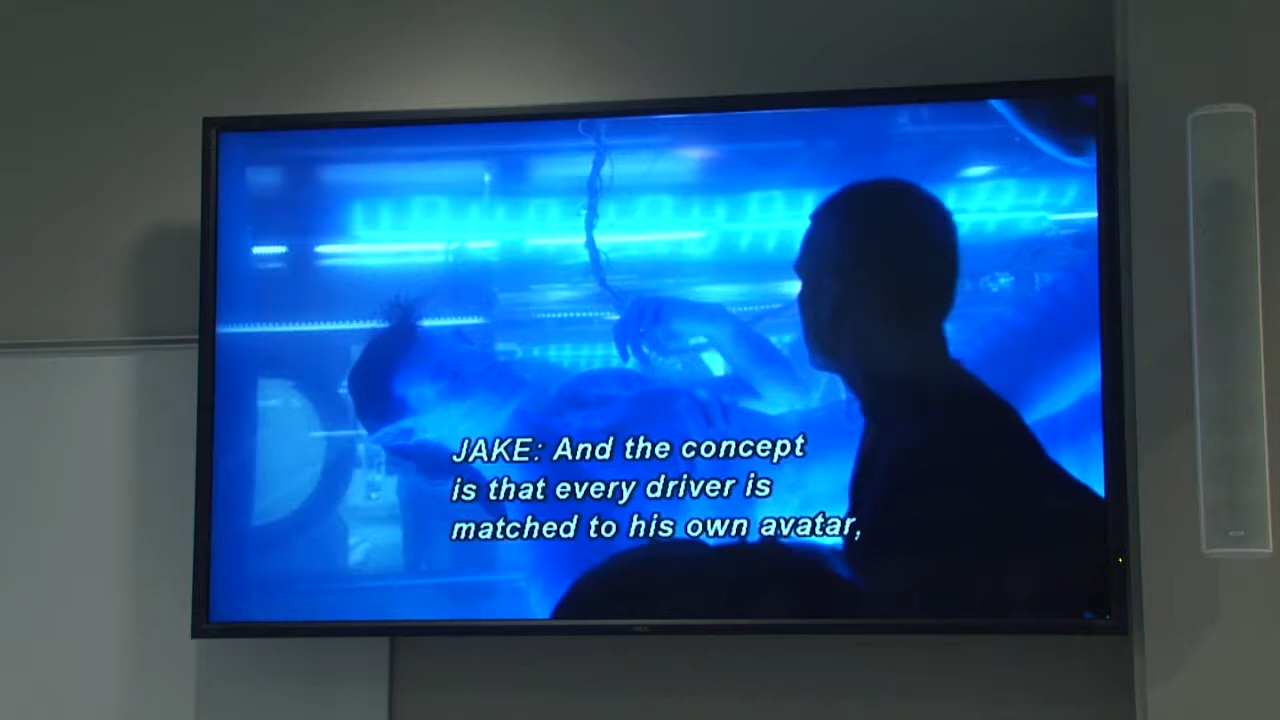 JAKE: And the concept
is that every driver is
matched to his own avatar,